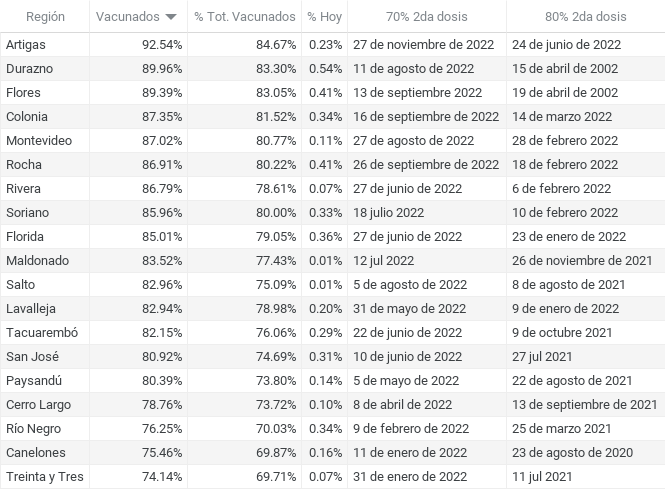 Región Vacunados % Tot. Vacunados % Hoy 70% 2da dosis 80% 2da dosis
Artigas 92.54% 84.67% 0.23% 27 de noviembre de 2022 24 de junio de 2022
Durazno 89.96% 83.30% 0.54% 11 de agosto de 2022 15 de abril de 2002
Flores 89.39% 83.05% 0.41% 13 de septiembre 2022 19 de abril de 2002
Colonia 87.35% 81.52% 0.34% 16 de septiembre de 2022 14 de marzo 2022
Montevideo 87.02% 80.77% 0.11% 27 de agosto de 2022 28 de febrero 2022
Rocha 86.91% 80.22% 0.41% 26 de septiembre de 2022 18 de febrero 2022
Rivera 86.79% 78.61% 0.07% 27 de junio de 2022 6 de febrero 2022
Soriano 85.96% 80.00% 0.33% 18 julio 2022 10 de febrero 2022
Florida 85.01% 79.05% 0.36% 27 de junio de 2022 23 de enero de 2022
Maldonado 83.52% 77.43% 0.01% 12 jul 2022 26 de noviembre de 2021
Salto 82.96% 75.09% 0.01% 5 de agosto de 2022 8 de agosto de 2021
Lavalleja 82.94% 78.98% 0.20% 31 de mayo de 2022 9 de enero de 2022
Tacuarembó 82.15% 76.06% 0.29% 22 de junio de 2022 9 de octubre 2021
San José 80.92% 74.69% 0.31% 10 de junio de 2022 27 jul 2021
Paysandú 80.39% 73.80% 0.14% 5 de mayo de 2022 22 de agosto de 2021
Cerro Largo 78.76% 73.72% 0.10% 8 de abril de 2022 13 de septiembre de 2021
Río Negro 76.25% 70.03% 0.34% 9 de febrero de 2022 25 de marzo 2021
Canelones 75.46% 69.87% 0.16% 11 de enero de 2022 23 de agosto de 2020
Treinta y Tres 74.14% 69.71% 0.07% 31 de enero de 2022 11 jul 2021